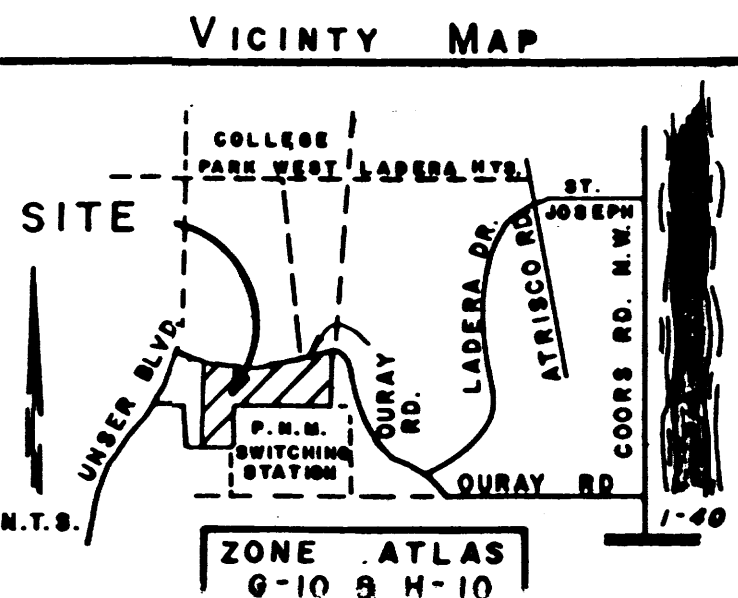 VICINTY MAP
COLLEGE
PARK WEST
LADERA HTS.
ST.
JOSEPH
SITE
LADERA DR.
ATRISCO RD.
COORS RD. N.W.
UNSER BLVD.
OURAY
RD.
P.N.M.
SWITCHING
STATION
OURAY RD
N.T.S.
I-40
ZONE ATLAS
G-10 & H-10